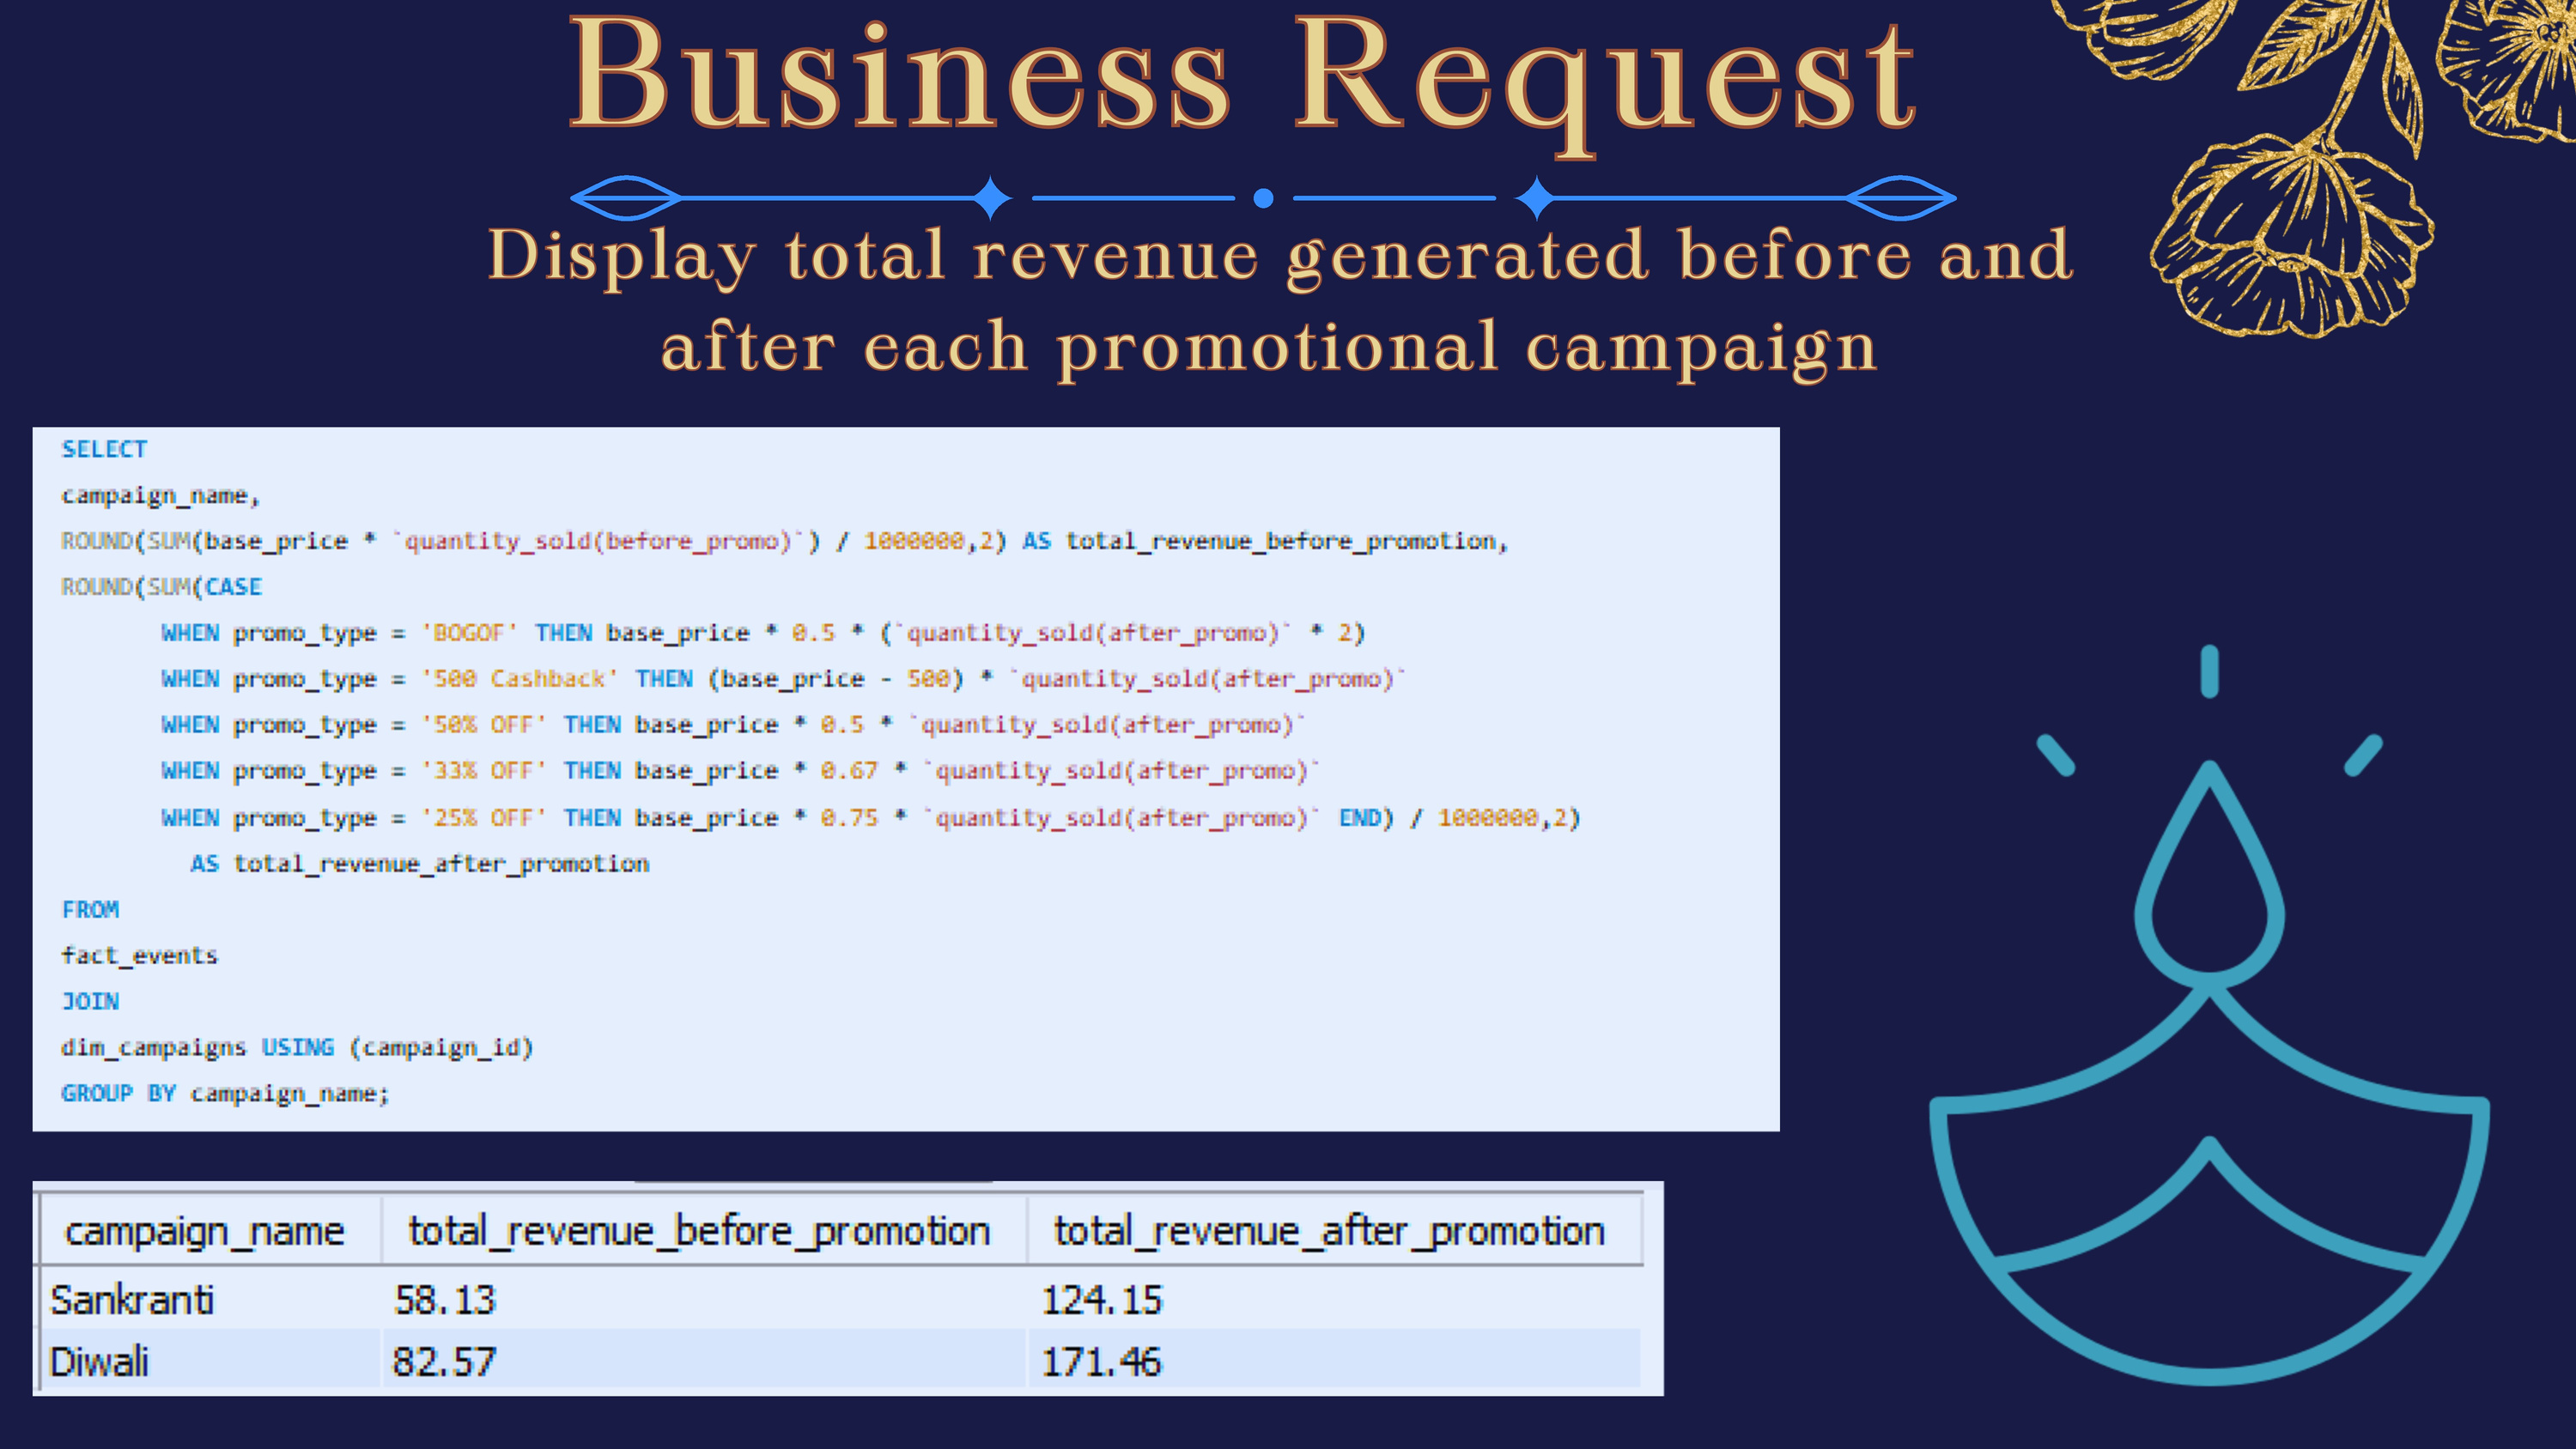 Business Request
Display total revenue generated before and
after each promotional campaign
SELECT
campaign_name,
ROUND(SUM(base_price * `quantity_sold(before_promo)`) / 1000000,2) AS total_revenue_before_promotion,
ROUND(SUM(CASE
WHEN promo_type = 'BOGOF' THEN base_price * 0.5 * (`quantity_sold(after_promo)` * 2)
WHEN promo_type = '500 Cashback' THEN (base_price - 500) * `quantity_sold(after_promo)`
WHEN promo_type = '50% OFF' THEN base_price * 0.5 * `quantity_sold(after_promo)`
WHEN promo_type = '33% OFF' THEN base_price * 0.67 * `quantity_sold(after_promo)`
WHEN promo_type = '25% OFF' THEN base_price * 0.75 * `quantity_sold(after_promo)` END) / 1000000,2)
AS total_revenue_after_promotion
FROM
fact_events
JOIN
dim_campaigns USING (campaign_id)
GROUP BY campaign_name;
campaign_name total_revenue_before_promotion total_revenue_after_promotion
Sankranti 58.13 124.15
Diwali 82.57 171.46